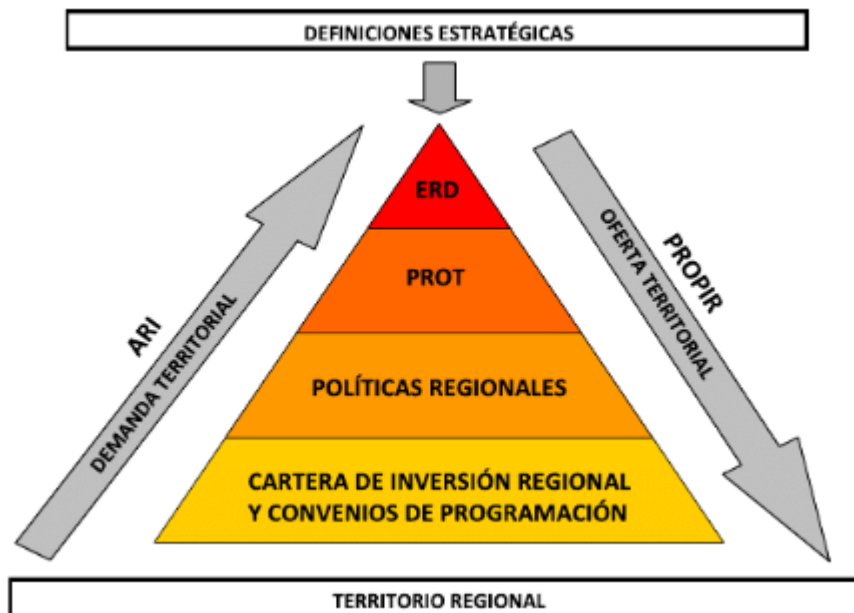 DEFINICIONES ESTRATÉGICAS
ERD
PROT
POLÍTICAS REGIONALES
CARTERA DE INVERSIÓN REGIONAL
Y CONVENIOS DE PROGRAMACIÓN
ARI
DEMANDA TERRITORIAL
PROPIR
OFERTA TERRITORIAL
TERRITORIO REGIONAL